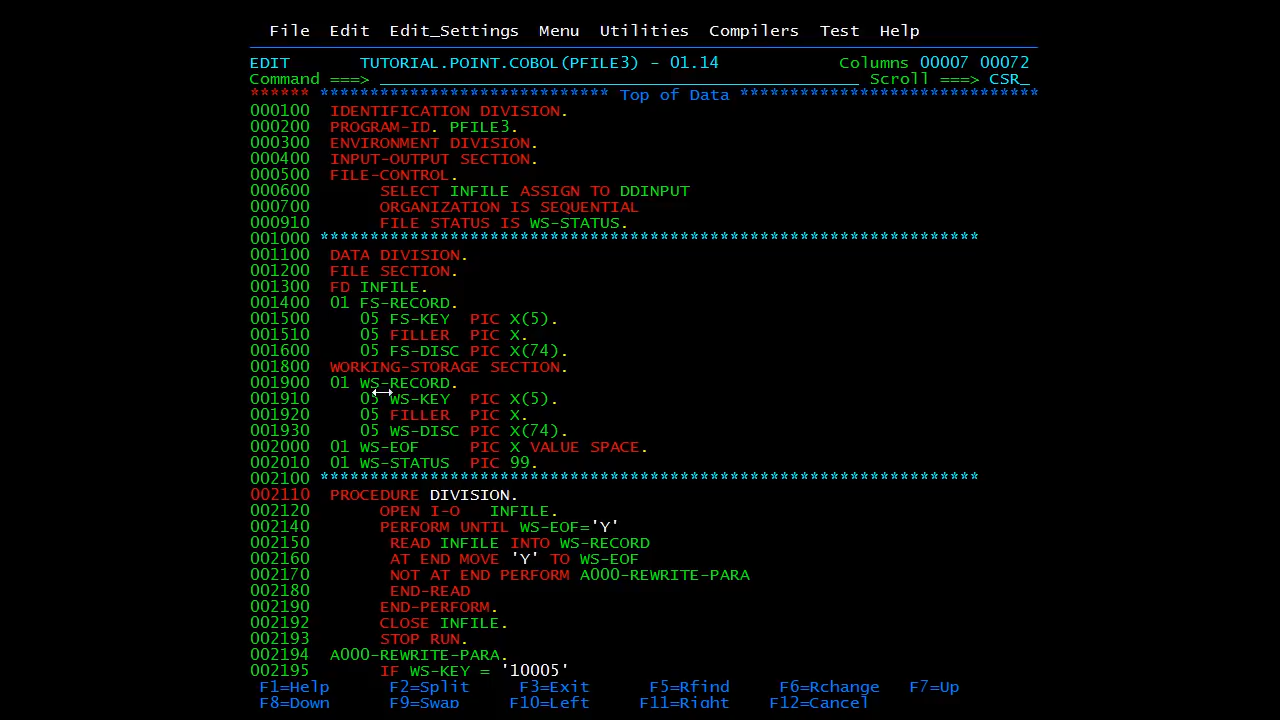 File  Edit  Edit_Settings  Menu  Utilities  Compilers  Test  Help
EDIT       TUTORIAL.POINT.COBOL(PFILE3) - 01.14            Columns 00007 00072
Command ===>                                                  Scroll ===> CSR
****** ***************************** Top of Data ******************************
000100  IDENTIFICATION DIVISION.
000200  PROGRAM-ID. PFILE3.
000300  ENVIRONMENT DIVISION.
000400  INPUT-OUTPUT SECTION.
000500  FILE-CONTROL.
000600       SELECT INFILE ASSIGN TO DDINPUT
000700       ORGANIZATION IS SEQUENTIAL
000910       FILE STATUS IS WS-STATUS.
001000 ******************************************************************
001100  DATA DIVISION.
001200  FILE SECTION.
001300  FD INFILE.
001400  01 FS-RECORD.
001500     05 FS-KEY  PIC X(5).
001510     05 FILLER  PIC X.
001600     05 FS-DISC PIC X(74).
001800  WORKING-STORAGE SECTION.
001900  01 WS-RECORD.
001910     05 WS-KEY  PIC X(5).
001920     05 FILLER  PIC X.
001930     05 WS-DISC PIC X(74).
002000  01 WS-EOF     PIC X VALUE SPACE.
002010  01 WS-STATUS  PIC 99.
002100 ******************************************************************
002110  PROCEDURE DIVISION.
002120       OPEN I-O   INFILE.
002140       PERFORM UNTIL WS-EOF='Y'
002150        READ INFILE INTO WS-RECORD
002160        AT END MOVE 'Y' TO WS-EOF
002170        NOT AT END PERFORM A000-REWRITE-PARA
002180        END-READ
002190       END-PERFORM.
002192       CLOSE INFILE.
002193       STOP RUN.
002194  A000-REWRITE-PARA.
002195       IF WS-KEY = '10005'
F1=Help      F2=Split     F3=Exit      F5=Rfind     F6=Rchange   F7=Up
F8=Down      F9=Swap     F10=Left     F11=Right    F12=Cancel